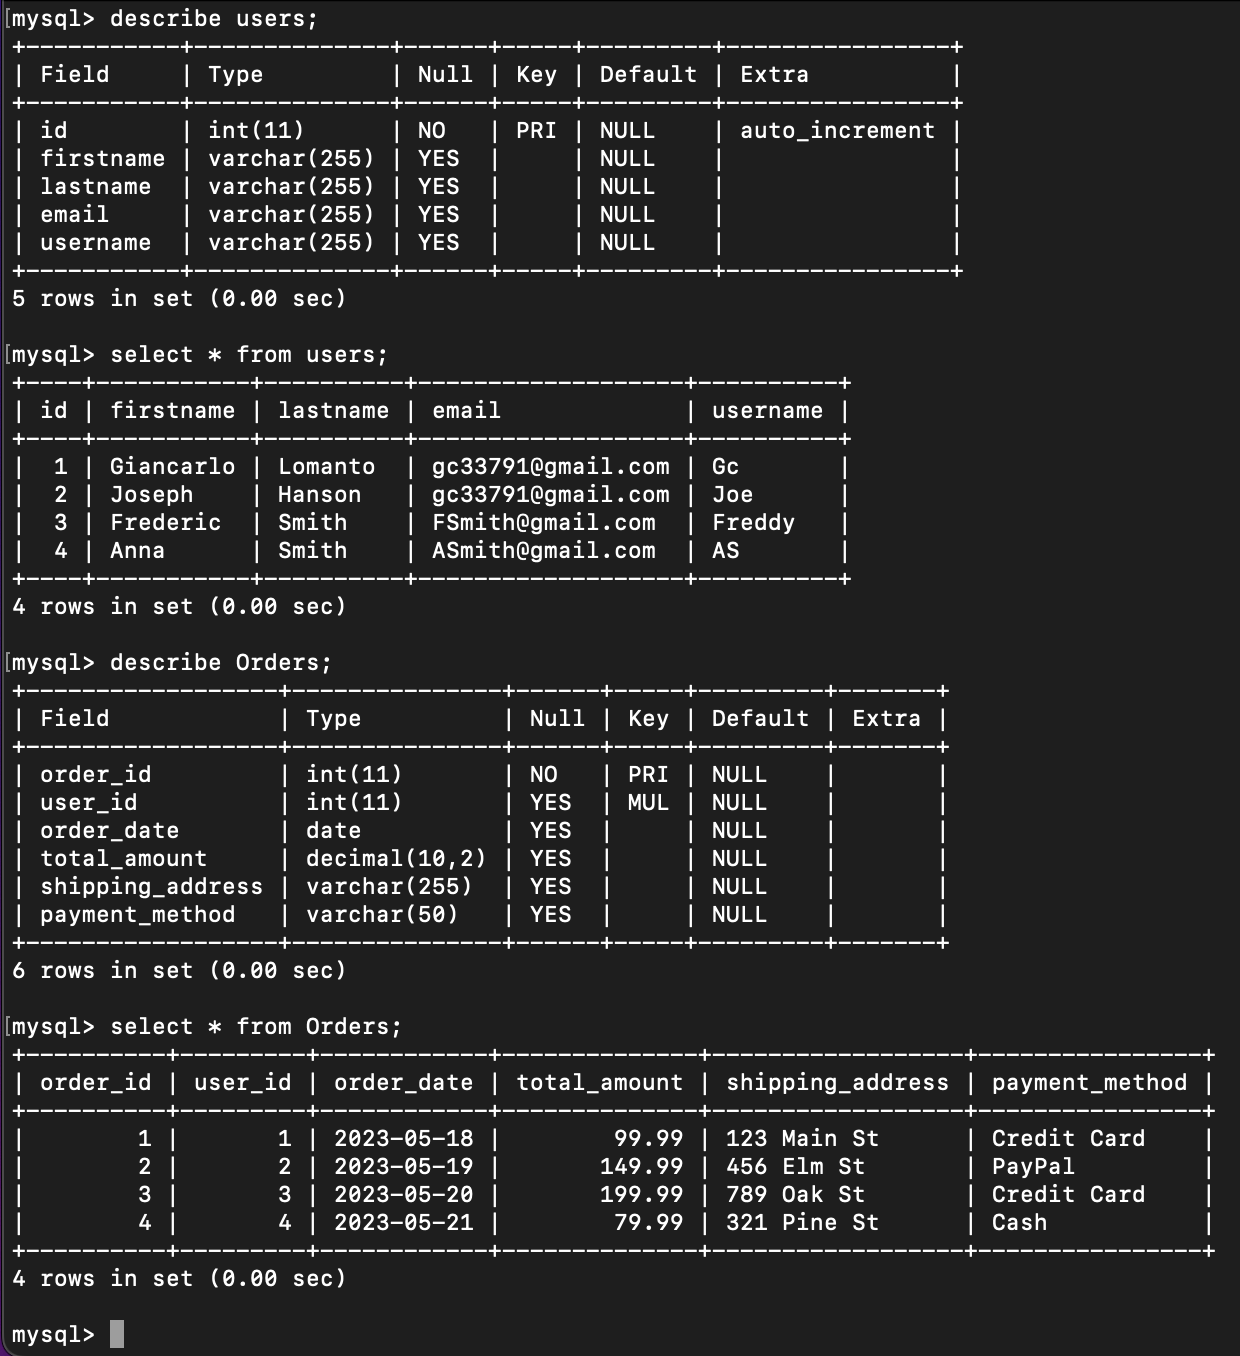 [mysql> describe users;
+-----------+--------------+------+-----+---------+----------------+
| Field     | Type         | Null | Key | Default | Extra          |
+-----------+--------------+------+-----+---------+----------------+
| id        | int(11)      | NO   | PRI | NULL    | auto_increment |
| firstname | varchar(255) | YES  |     | NULL    |                |
| lastname  | varchar(255) | YES  |     | NULL    |                |
| email     | varchar(255) | YES  |     | NULL    |                |
| username  | varchar(255) | YES  |     | NULL    |                |
+-----------+--------------+------+-----+---------+----------------+
5 rows in set (0.00 sec)

[mysql> select * from users;
+----+-----------+----------+-------------------+----------+
| id | firstname | lastname | email             | username |
+----+-----------+----------+-------------------+----------+
|  1 | Giancarlo | Lomanto  | gc33791@gmail.com | Gc       |
|  2 | Joseph    | Hanson   | gc33791@gmail.com | Joe      |
|  3 | Frederic  | Smith    | FSmith@gmail.com  | Freddy   |
|  4 | Anna      | Smith    | ASmith@gmail.com  | AS       |
+----+-----------+----------+-------------------+----------+
4 rows in set (0.00 sec)

[mysql> describe Orders;
+------------------+---------------+------+-----+---------+-------+
| Field            | Type          | Null | Key | Default | Extra |
+------------------+---------------+------+-----+---------+-------+
| order_id         | int(11)       | NO   | PRI | NULL    |       |
| user_id          | int(11)       | YES  | MUL | NULL    |       |
| order_date       | date          | YES  |     | NULL    |       |
| total_amount     | decimal(10,2) | YES  |     | NULL    |       |
| shipping_address | varchar(255)  | YES  |     | NULL    |       |
| payment_method   | varchar(50)   | YES  |     | NULL    |       |
+------------------+---------------+------+-----+---------+-------+
6 rows in set (0.00 sec)

[mysql> select * from Orders;
+----------+---------+------------+--------------+------------------+----------------+
| order_id | user_id | order_date | total_amount | shipping_address | payment_method |
+----------+---------+------------+--------------+------------------+----------------+
|        1 |       1 | 2023-05-18 |        99.99 | 123 Main St      | Credit Card    |
|        2 |       2 | 2023-05-19 |       149.99 | 456 Elm St       | PayPal         |
|        3 |       3 | 2023-05-20 |       199.99 | 789 Oak St       | Credit Card    |
|        4 |       4 | 2023-05-21 |        79.99 | 321 Pine St      | Cash           |
+----------+---------+------------+--------------+------------------+----------------+
4 rows in set (0.00 sec)

mysql>